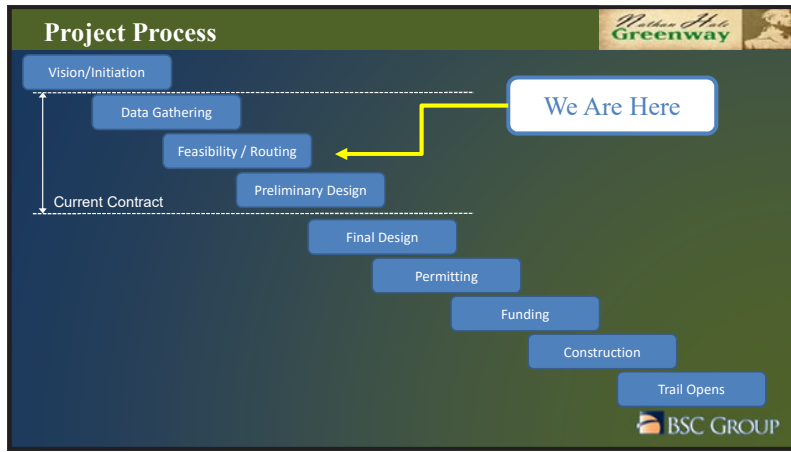 Project Process
Nathan Hale
Greenway
Vision/Initiation
Data Gathering
We Are Here
Feasibility / Routing
Preliminary Design
Current Contract
Final Design
Permitting
Funding
Construction
Trail Opens
BSC GROUP